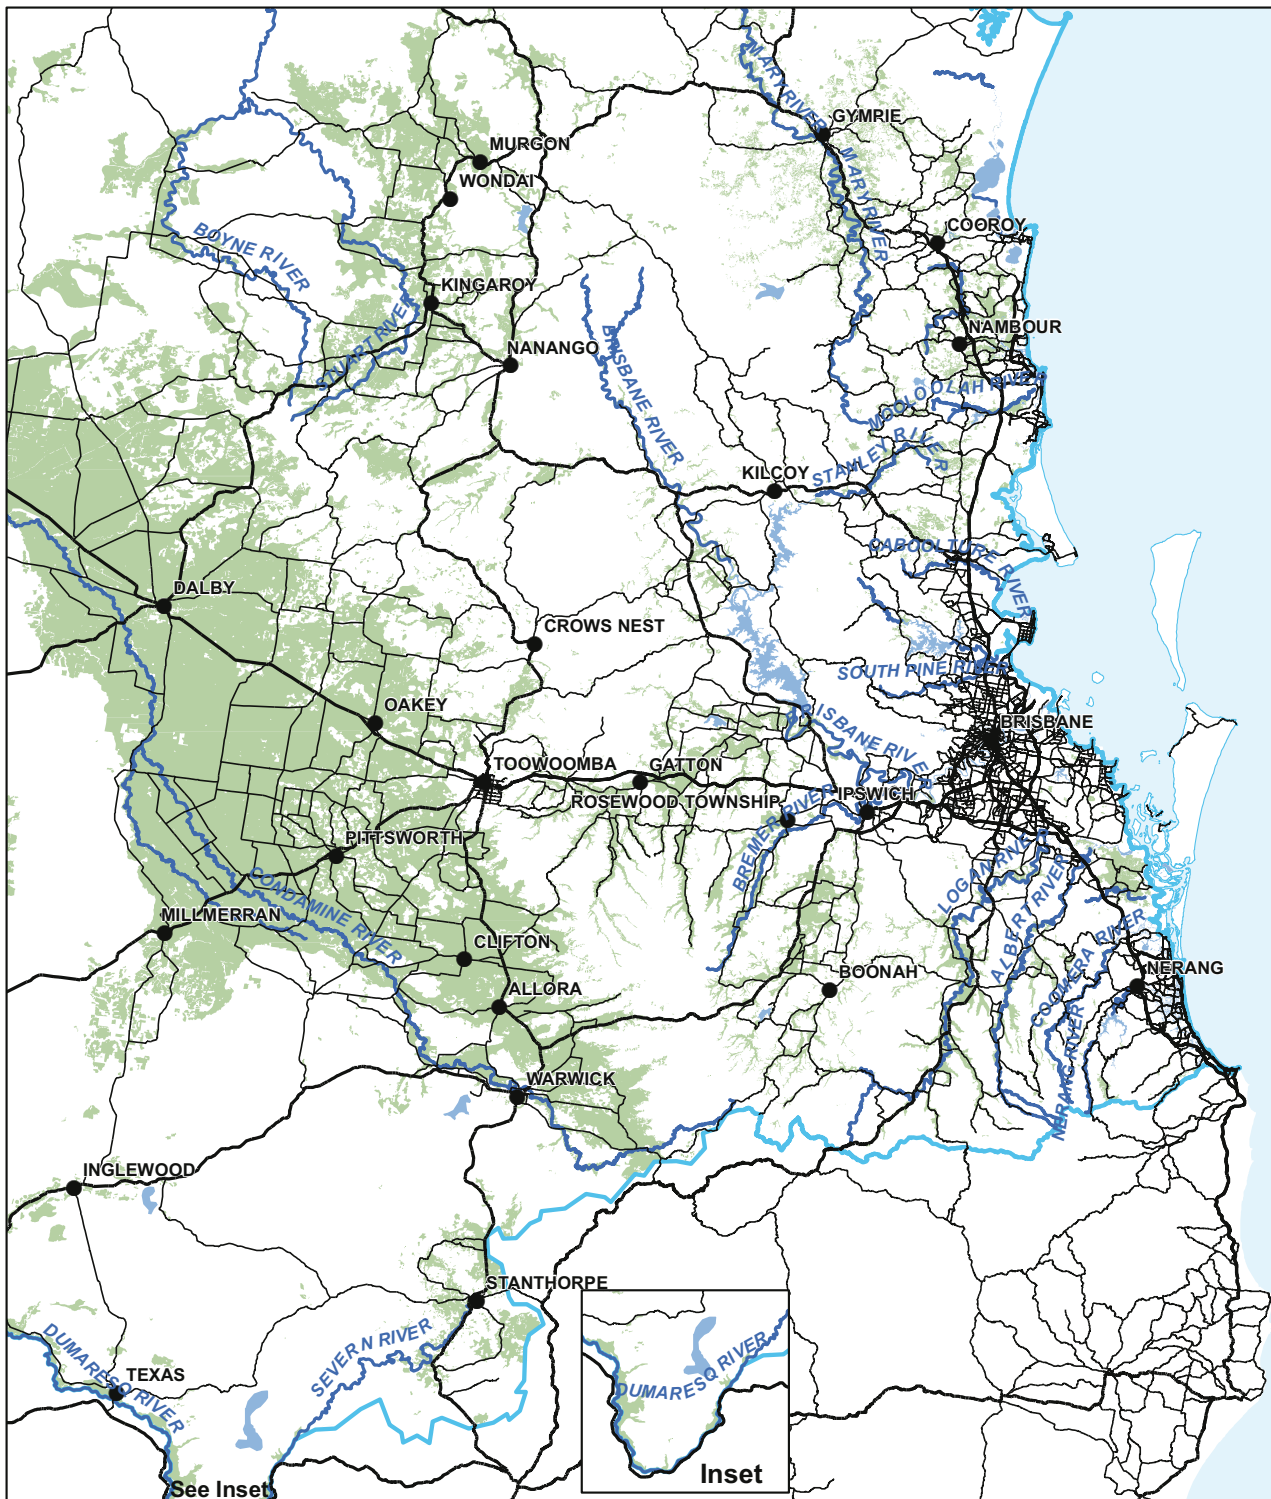 MARY RIVER
GYMRIE
MURGON
MARY RIVER
WONDAI
COOROY
BOYNE RIVER
KINGAROY
STUART RIVER
NAMBOUR
NANANGO
BRISBANE RIVER
MOOLOOLAH RIVER
KILCOY
STANLEY RIVER
CABOOLTURE RIVER
DALBY
CROWS NEST
SOUTH PINE RIVER
OAKEY
ISBANE RIVER
BRISBANE
TOOWOOMBA
GATTON
ROSEWOOD TOWNSHIP
IPSWICH
PITTSWORTH
BREMER RIVER
LOGAN RIVER
ALBERT RIVER
CONDAMINE RIVER
MILLMERRAN
CLIFTON
COOMERA RIVER
BOONAH
NERANG
ALLORA
NERANG RIVER
WARWICK
INGLEWOOD
STANTHORPE
SEVERN RIVER
DUMARESQ RIVER
TEXAS
DUMARESQ RIVER
Inset
See Inset